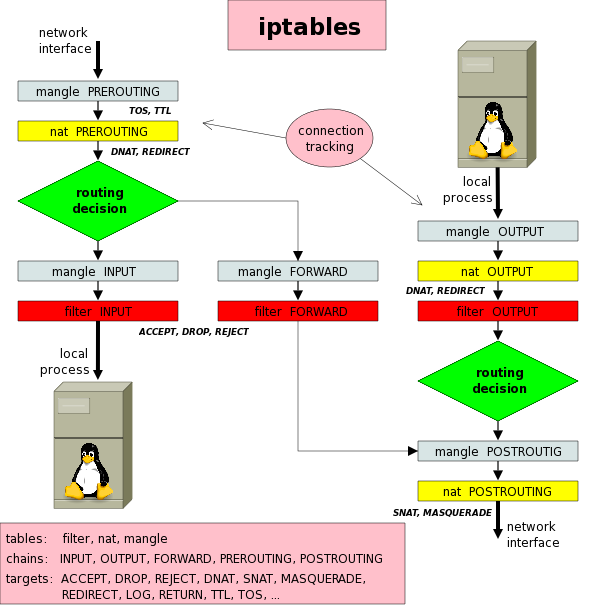 iptables
network
interface
mangle PREROUTING
TOS, TTL
nat PREROUTING
DNAT, REDIRECT
routing
decision
mangle INPUT
filter INPUT
ACCEPT, DROP, REJECT
local
process
mangle FORWARD
filter FORWARD
connection
tracking
local
process
mangle OUTPUT
nat OUTPUT
DNAT, REDIRECT
filter OUTPUT
routing
decision
mangle POSTROUTIG
nat POSTROUTING
SNAT, MASQUERADE
network
interface
tables: filter, nat, mangle
chains: INPUT, OUTPUT, FORWARD, PREROUTING, POSTROUTING
targets: ACCEPT, DROP, REJECT, DNAT, SNAT, MASQUERADE,
REDIRECT, LOG, RETURN, TTL, TOS, ...